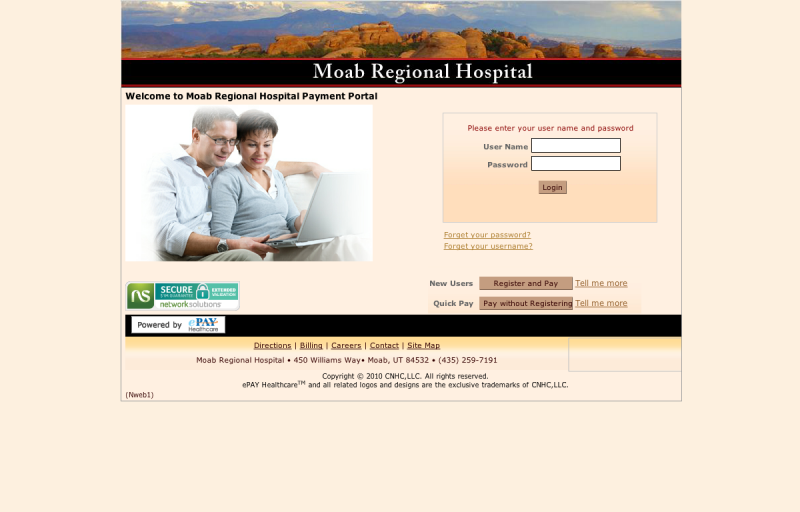 Moab Regional Hospital
Welcome to Moab Regional Hospital Payment Portal
Please enter your user name and password
User Name
Password
Login
Forget your password?
Forget your username?
New Users Register and Pay Tell me more
Quick Pay Pay without Registering Tell me more
ns SECURE EXTENDED VALIDATION
networksolutions
Powered by ePAY Healthcare
Directions | Billing | Careers | Contact | Site Map
Moab Regional Hospital • 450 Williams Way• Moab, UT 84532 • (435) 259-7191
Copyright © 2010 CNHC,LLC. All rights reserved.
ePAY Healthcare™ and all related logos and designs are the exclusive trademarks of CNHC,LLC.
(Nweb1)